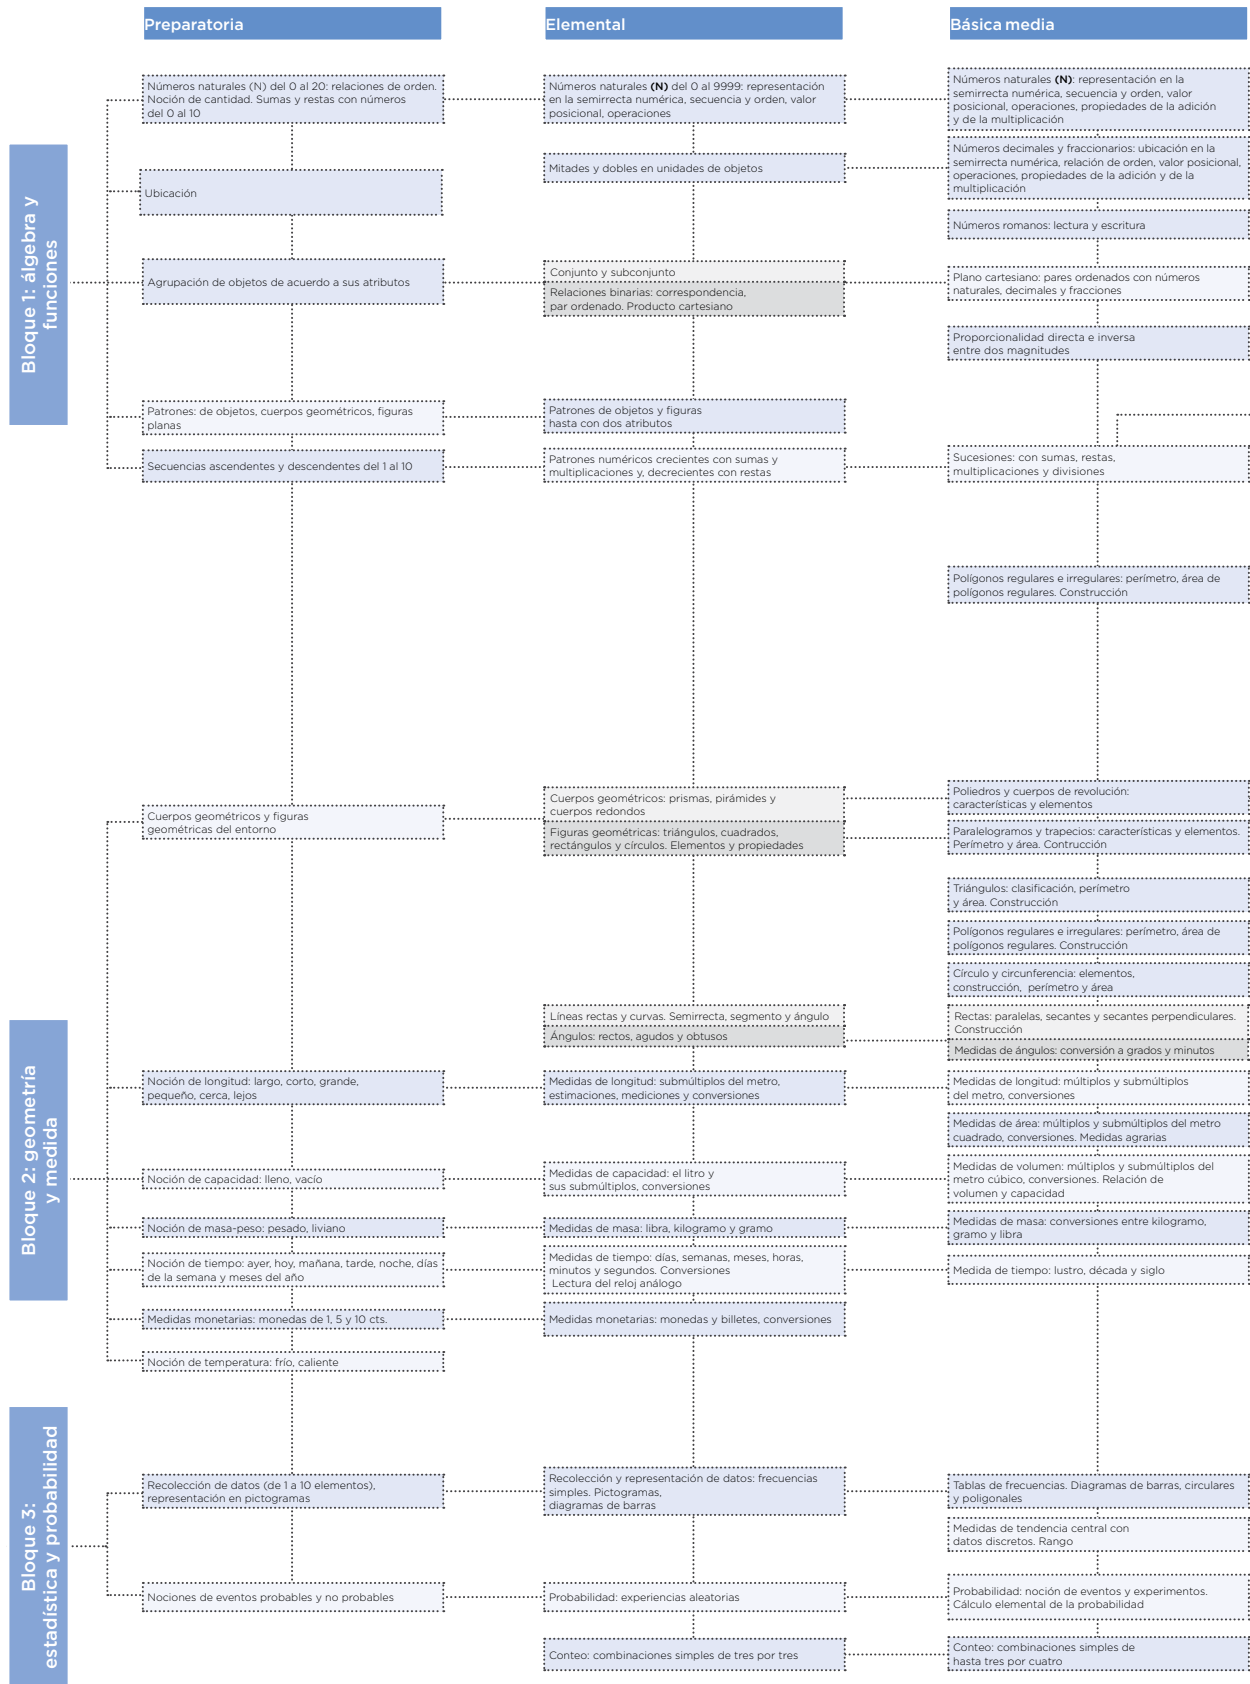 Preparatoria
Elemental
Básica media
Bloque 1: álgebra y
funciones
Números naturales (N) del 0 al 20: relaciones de orden.
Noción de cantidad. Sumas y restas con números
del 0 al 10
Ubicación
Agrupación de objetos de acuerdo a sus atributos
Patrones: de objetos, cuerpos geométricos, figuras
planas
Secuencias ascendentes y descendentes del 1 al 10
Números naturales (N) del 0 al 9999: representación
en la semirrecta numérica, secuencia y orden, valor
posicional, operaciones
Mitades y dobles en unidades de objetos
Conjunto y subconjunto
Relaciones binarias: correspondencia,
par ordenado. Producto cartesiano
Patrones de objetos y figuras
hasta con dos atributos
Patrones numéricos crecientes con sumas y
multiplicaciones y, decrecientes con restas
Números naturales (N): representación en la
semirrecta numérica, secuencia y orden, valor
posicional, operaciones, propiedades de la adición
y de la multiplicación
Números decimales y fraccionarios: ubicación en la
semirrecta numérica, relación de orden, valor posicional,
operaciones, propiedades de la adición y de la
multiplicación
Números romanos: lectura y escritura
Plano cartesiano: pares ordenados con números
naturales, decimales y fracciones
Proporcionalidad directa e inversa
entre dos magnitudes
Sucesiones: con sumas, restas,
multiplicaciones y divisiones
Polígonos regulares e irregulares: perímetro, área de
polígonos regulares. Construcción
Bloque 2: geometría
y medida
Cuerpos geométricos y figuras
geométricas del entorno
Noción de longitud: largo, corto, grande,
pequeño, cerca, lejos
Noción de capacidad: lleno, vacío
Noción de masa-peso: pesado, liviano
Noción de tiempo: ayer, hoy, mañana, tarde, noche, días
de la semana y meses del año
Medidas monetarias: monedas de 1, 5 y 10 cts.
Noción de temperatura: frío, caliente
Cuerpos geométricos: prismas, pirámides y
cuerpos redondos
Figuras geométricas: triángulos, cuadrados,
rectángulos y círculos. Elementos y propiedades
Líneas rectas y curvas. Semirrecta, segmento y ángulo
Ángulos: rectos, agudos y obtusos
Medidas de longitud: submúltiplos del metro,
estimaciones, mediciones y conversiones
Medidas de capacidad: el litro y
sus submúltiplos, conversiones
Medidas de masa: libra, kilogramo y gramo
Medidas de tiempo: días, semanas, meses, horas,
minutos y segundos. Conversiones
Lectura del reloj análogo
Medidas monetarias: monedas y billetes, conversiones
Poliedros y cuerpos de revolución:
características y elementos
Paralelogramos y trapecios: características y elementos.
Perímetro y área. Contrucción
Triángulos: clasificación, perímetro
y área. Construcción
Polígonos regulares e irregulares: perímetro, área de
polígonos regulares. Construcción
Círculo y circunferencia: elementos,
construcción, perímetro y área
Rectas: paralelas, secantes y secantes perpendiculares.
Construcción
Medidas de ángulos: conversión a grados y minutos
Medidas de longitud: múltiplos y submúltiplos
del metro, conversiones
Medidas de área: múltiplos y submúltiplos del metro
cuadrado, conversiones. Medidas agrarias
Medidas de volumen: múltiplos y submúltiplos del
metro cúbico, conversiones. Relación de
volumen y capacidad
Medidas de masa: conversiones entre kilogramo,
gramo y libra
Medida de tiempo: lustro, década y siglo
Bloque 3:
estadística y probabilidad
Recolección de datos (de 1 a 10 elementos),
representación en pictogramas
Nociones de eventos probables y no probables
Recolección y representación de datos: frecuencias
simples. Pictogramas,
diagramas de barras
Probabilidad: experiencias aleatorias
Conteo: combinaciones simples de tres por tres
Tablas de frecuencias. Diagramas de barras, circulares
y poligonales
Medidas de tendencia central con
datos discretos. Rango
Probabilidad: noción de eventos y experimentos.
Cálculo elemental de la probabilidad
Conteo: combinaciones simples de
hasta tres por cuatro